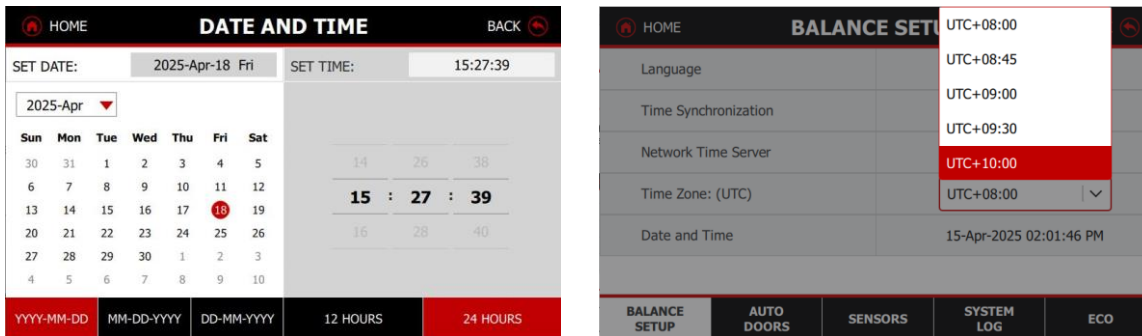 HOME DATE AND TIME BACK
SET DATE: 2025-Apr-18 Fri SET TIME: 15:27:39
2025-Apr
Sun Mon Tue Wed Thu Fri Sat
30 31 1 2 3 4 5
6 7 8 9 10 11 12
13 14 15 16 17 18 19
20 21 22 23 24 25 26
27 28 29 30 1 2 3
4 5 6 7 8 9 10
14 26 38
15 : 27 : 39
16 28 40
YYYY-MM-DD MM-DD-YYYY DD-MM-YYYY 12 HOURS 24 HOURS
HOME BALANCE SETU
Language
Time Synchronization
Network Time Server
Time Zone: (UTC) UTC+08:00
Date and Time 15-Apr-2025 02:01:46 PM
UTC+08:00
UTC+08:45
UTC+09:00
UTC+09:30
UTC+10:00
BALANCE SETUP AUTO DOORS SENSORS SYSTEM LOG ECO